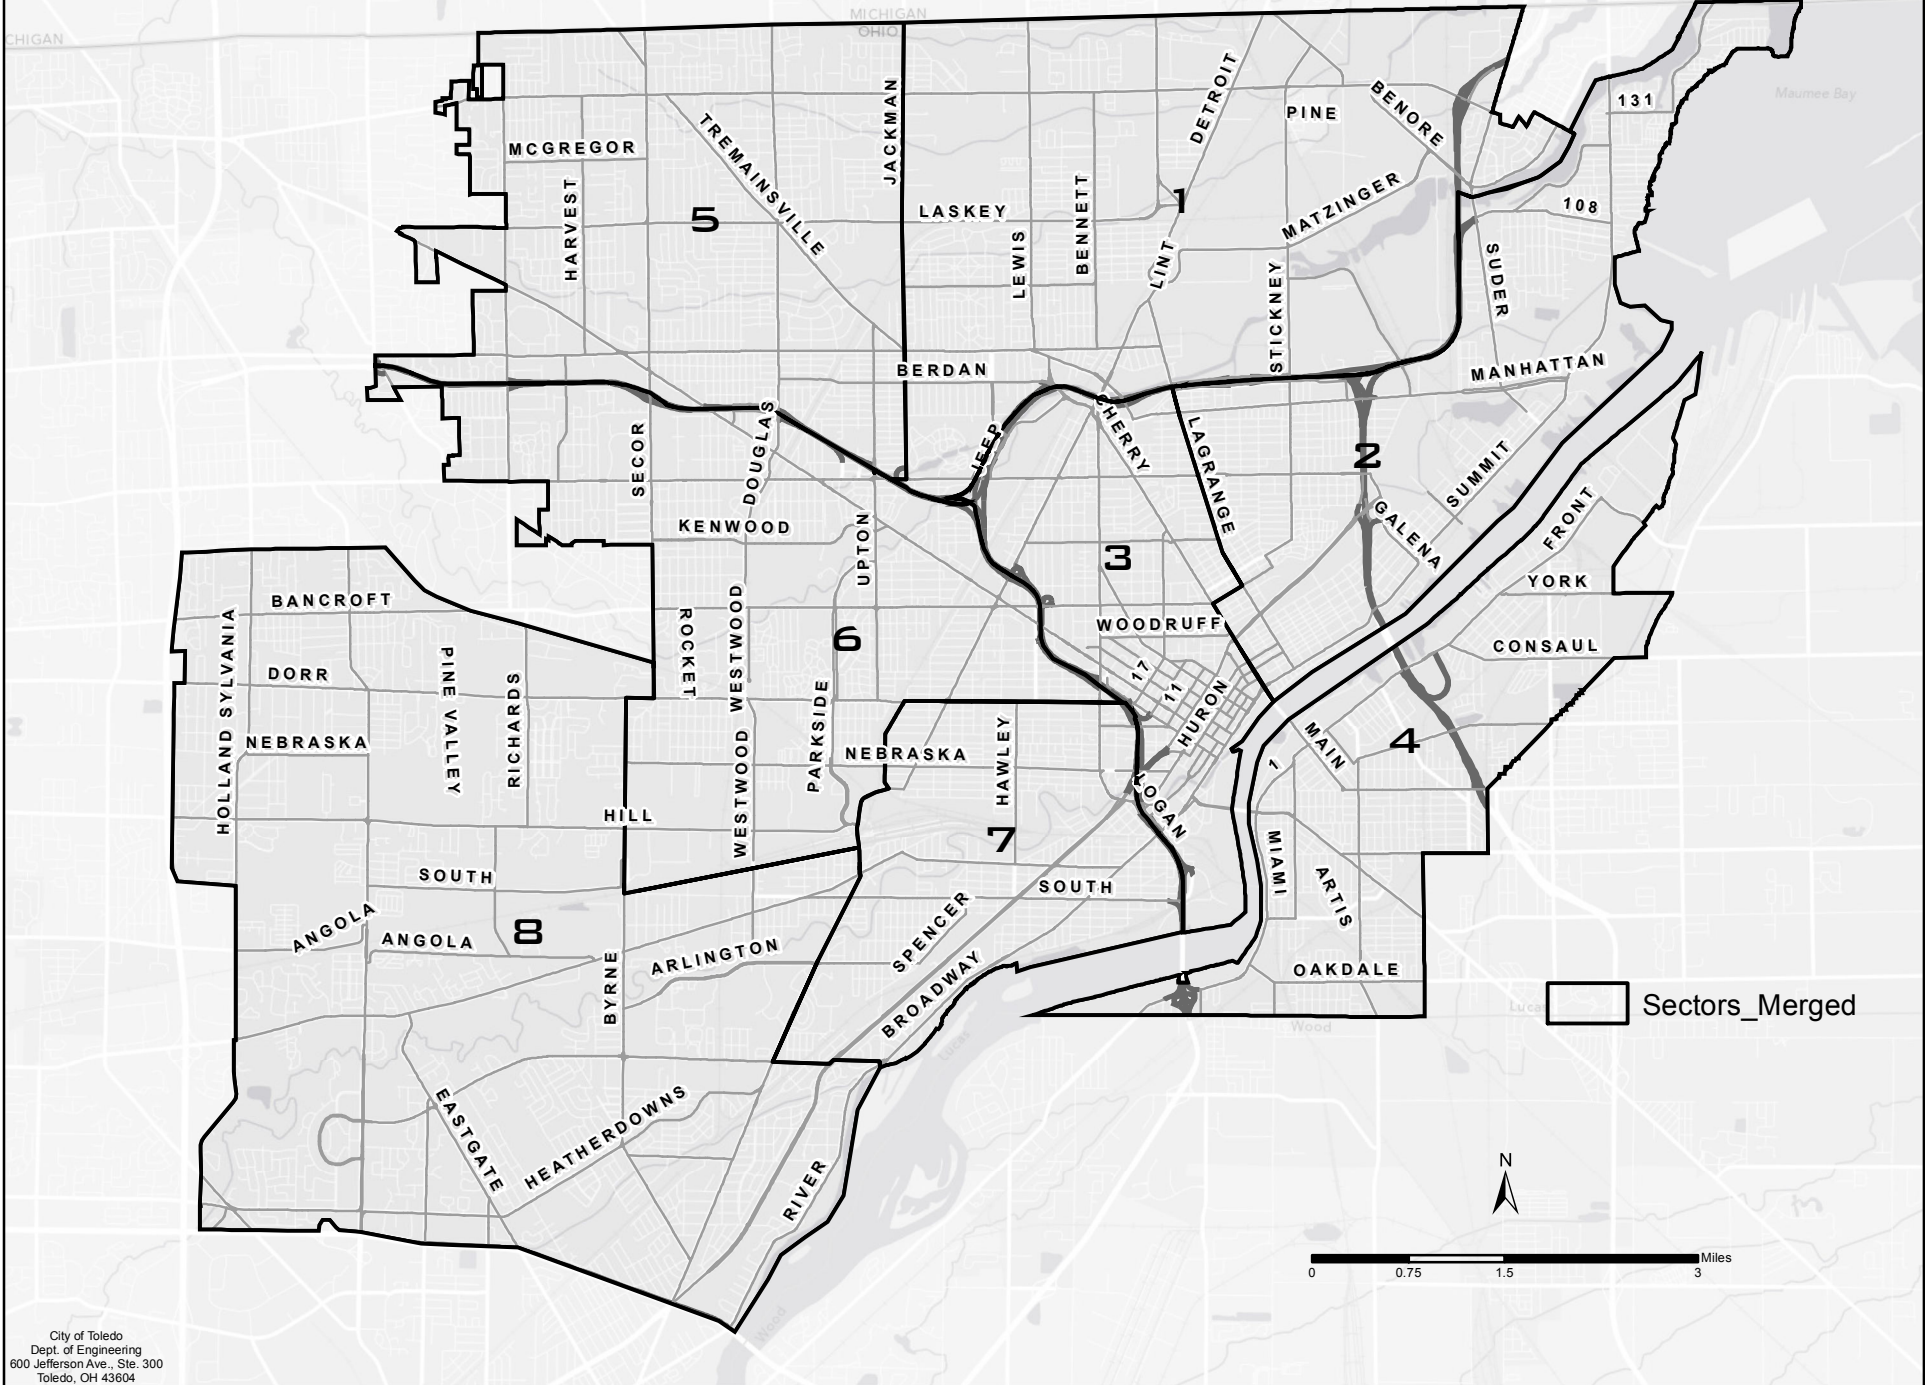 MICHIGAN
OHIO
CHIGAN
Maumee Bay
131
PINE
BENORE
DETROIT
JACKMAN
TREMAINSVILLE
MCGREGOR
HARVEST
5
LASKEY
LEWIS
BENNETT
1
LINT
MATZINGER
STICKNEY
108
SUDER
MANHATTAN
BERDAN
CHERRY
JEEP
LAGRANGE
2
SUMMIT
GALENA
FRONT
SECOR
DOUGLAS
KENWOOD
UPTON
3
YORK
BANCROFT
ROCKET
WESTWOOD
6
WOODRUFF
CONSAUL
HOLLAND SYLVANIA
DORR
PINE VALLEY
RICHARDS
PARKSIDE
17
11
HURON
NEBRASKA
WESTWOOD
NEBRASKA
HAWLEY
MAIN
4
1
HILL
LOGAN
7
MIAMI
ARTIS
SOUTH
SOUTH
ANGOLA
ANGOLA
8
BYRNE
ARLINGTON
SPENCER
BROADWAY
OAKDALE
Sectors_Merged
Lucas
Wood
Lucas
EASTGATE
HEATHERDOWNS
RIVER
Wood
N
Miles
0
0.75
1.5
3
City of Toledo
Dept. of Engineering
600 Jefferson Ave., Ste. 300
Toledo, OH 43604